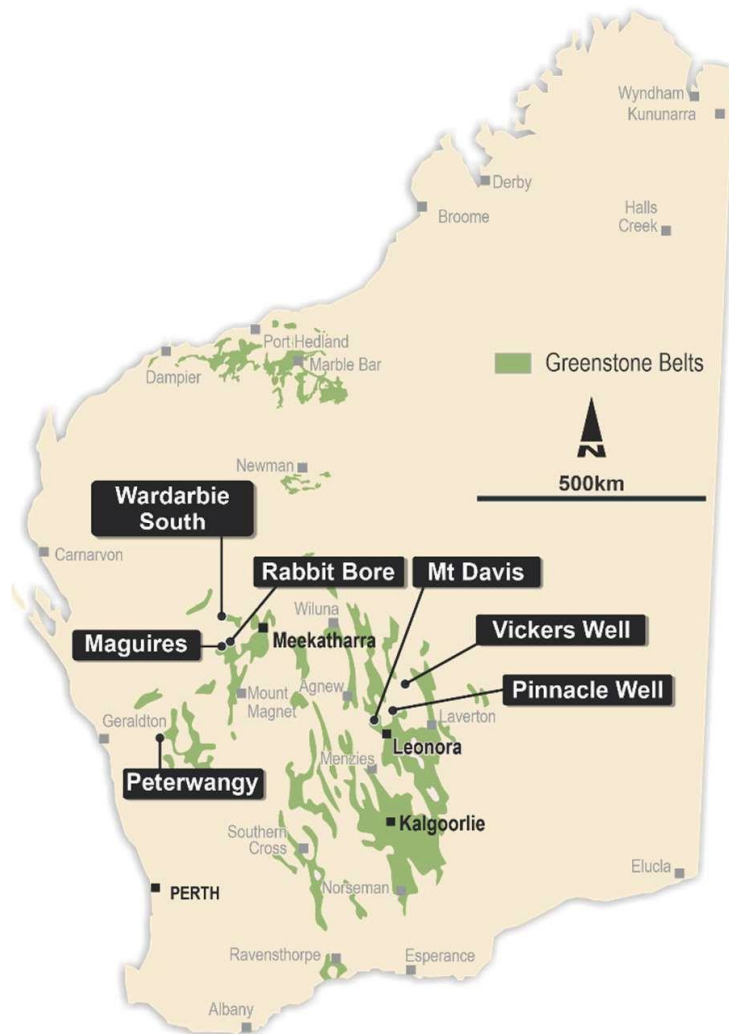 Wyndham
Kununarra
Derby
Broome
Halls
Creek
Port Hedland
Marble Bar
Dampier
Greenstone Belts
N
500km
Newman
Wardarbie
South
Carnarvon
Rabbit Bore
Mt Davis
Wiluna
Meekatharra
Vickers Well
Maguires
Agnew
Mount
Magnet
Pinnacle Well
Geraldton
Laverton
Leonora
Menzies
Peterwangy
Kalgoorlie
Southern
Cross
Elucla
PERTH
Norseman
Ravensthorpe
Esperance
Albany